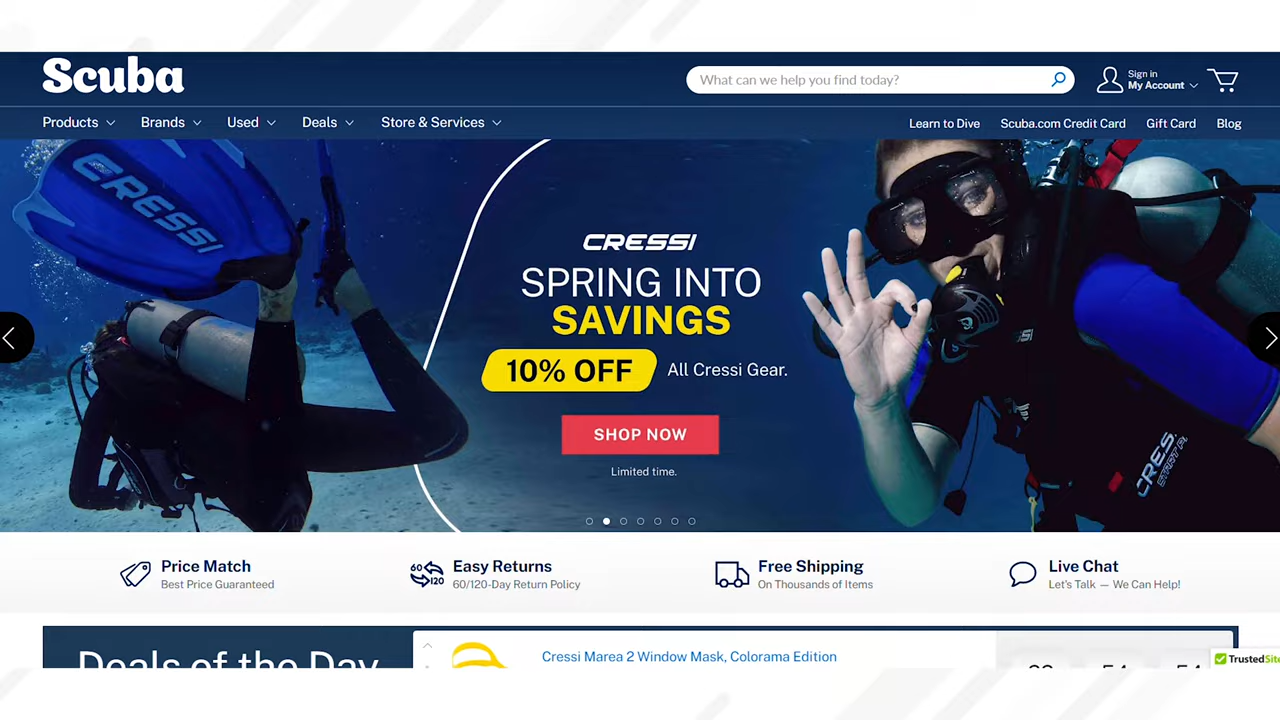 Scuba
What can we help you find today?
Sign in
My Account
Products
Brands
Used
Deals
Store & Services
Learn to Dive
Scuba.com Credit Card
Gift Card
Blog
CRESSI
CRESSI
SPRING INTO
SAVINGS
10% OFF
All Cressi Gear.
SHOP NOW
Limited time.
Price Match
Best Price Guaranteed
60
120
Easy Returns
60/120-Day Return Policy
Free Shipping
On Thousands of Items
Live Chat
Let's Talk — We Can Help!
Deals of the Day
Cressi Marea 2 Window Mask, Colorama Edition
TrustedSite